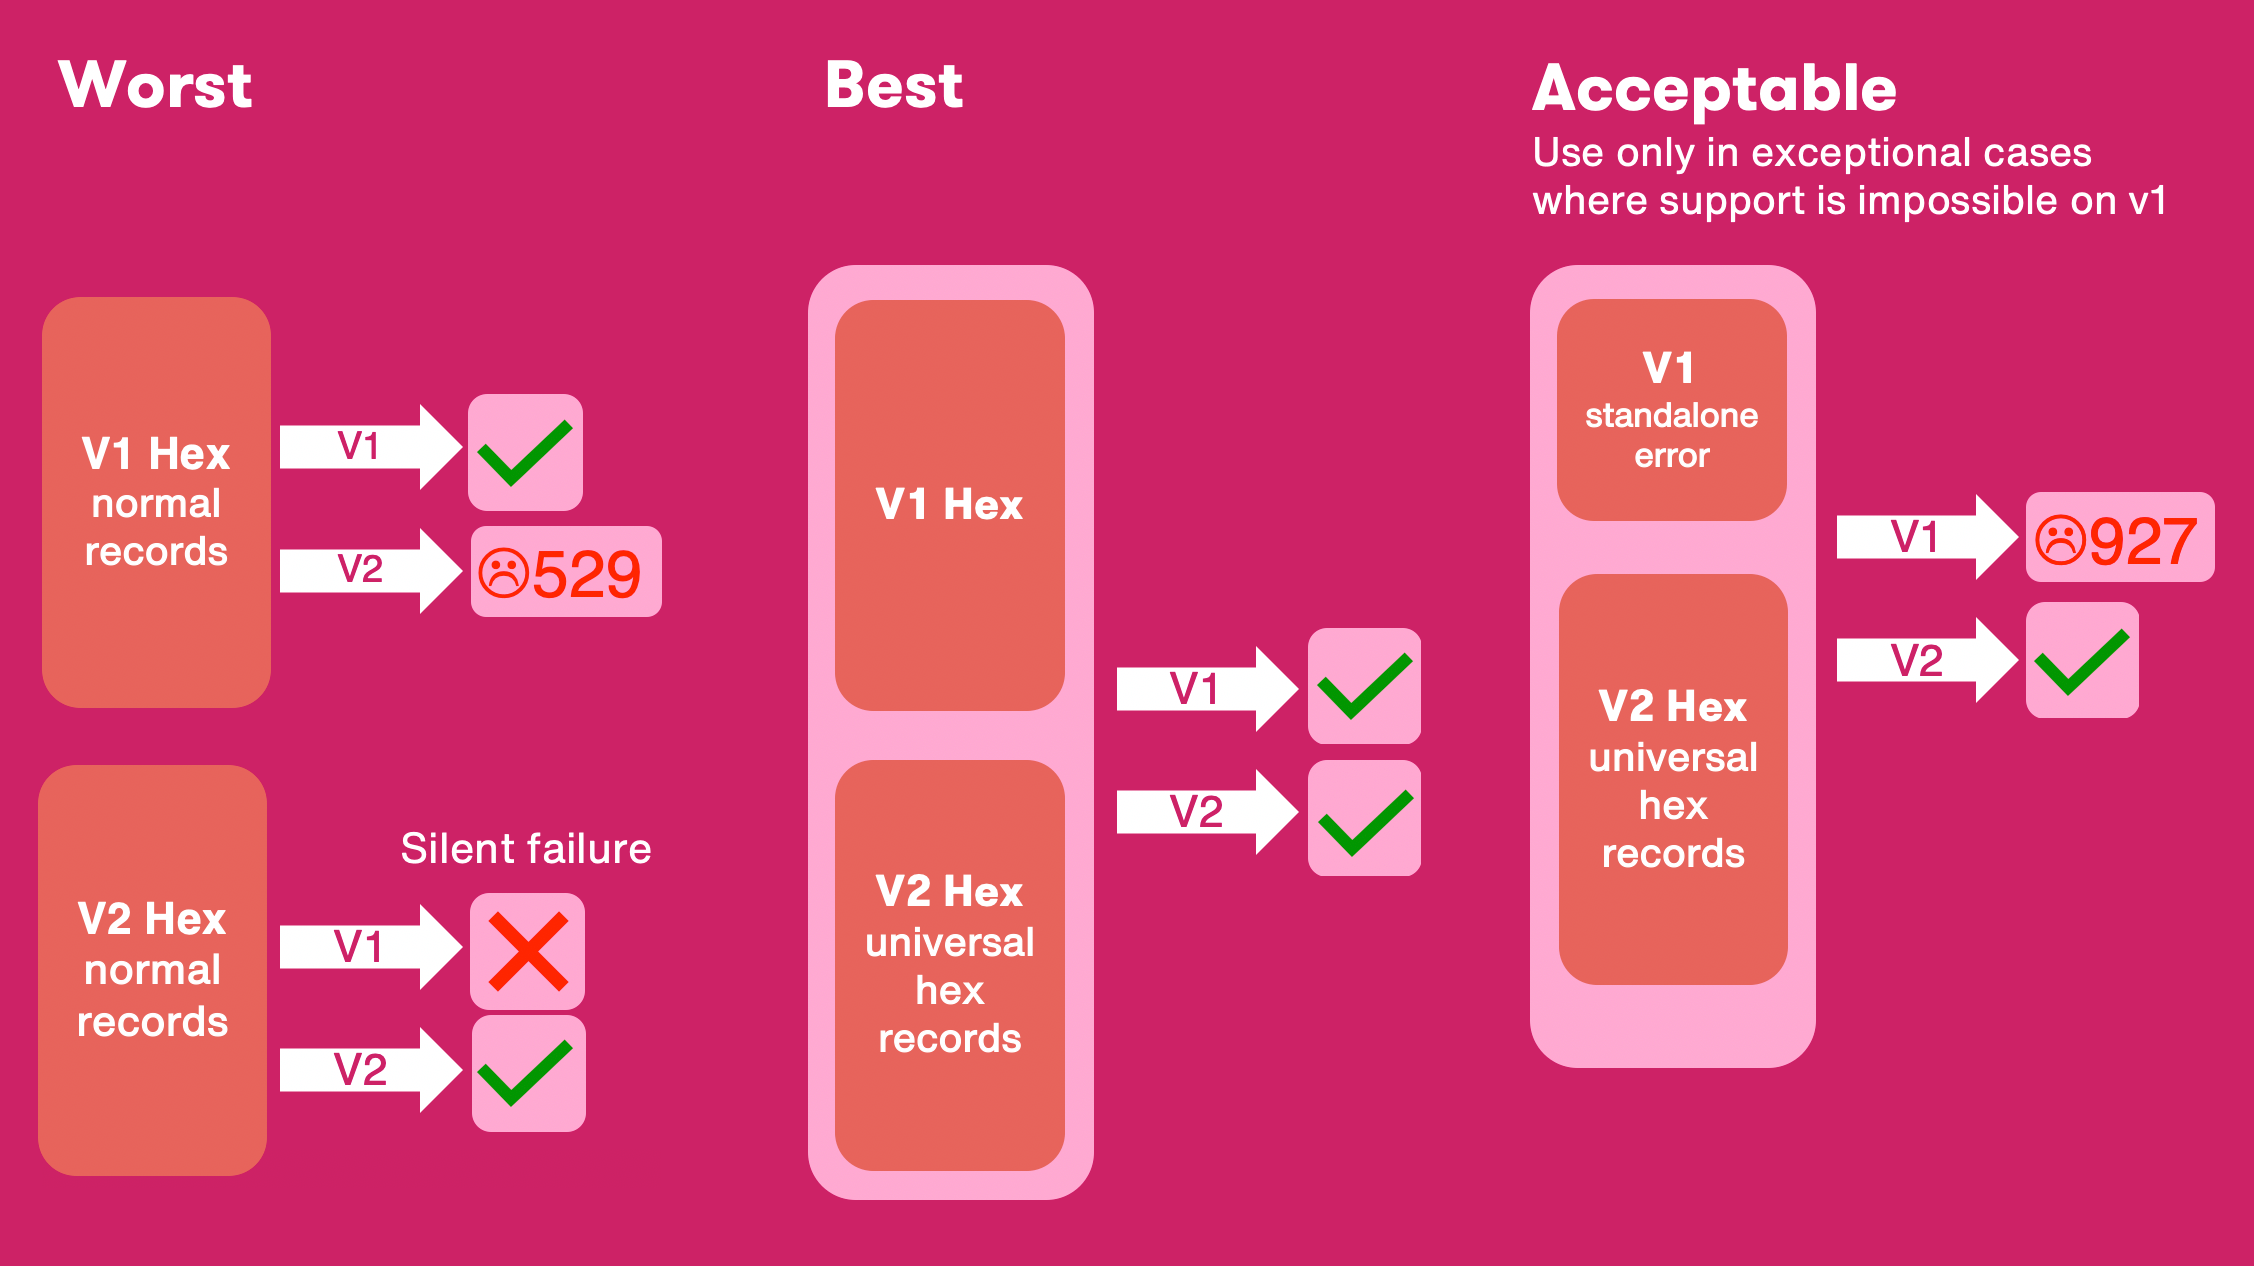 Worst
V1 Hex
normal
records
V1
V2
☹529
Silent failure
V2 Hex
normal
records
V1
V2
Best
V1 Hex
V2 Hex
universal
hex
records
V1
V2
Acceptable
Use only in exceptional cases
where support is impossible on v1
V1
standalone
error
V2 Hex
universal
hex
records
V1
☹927
V2